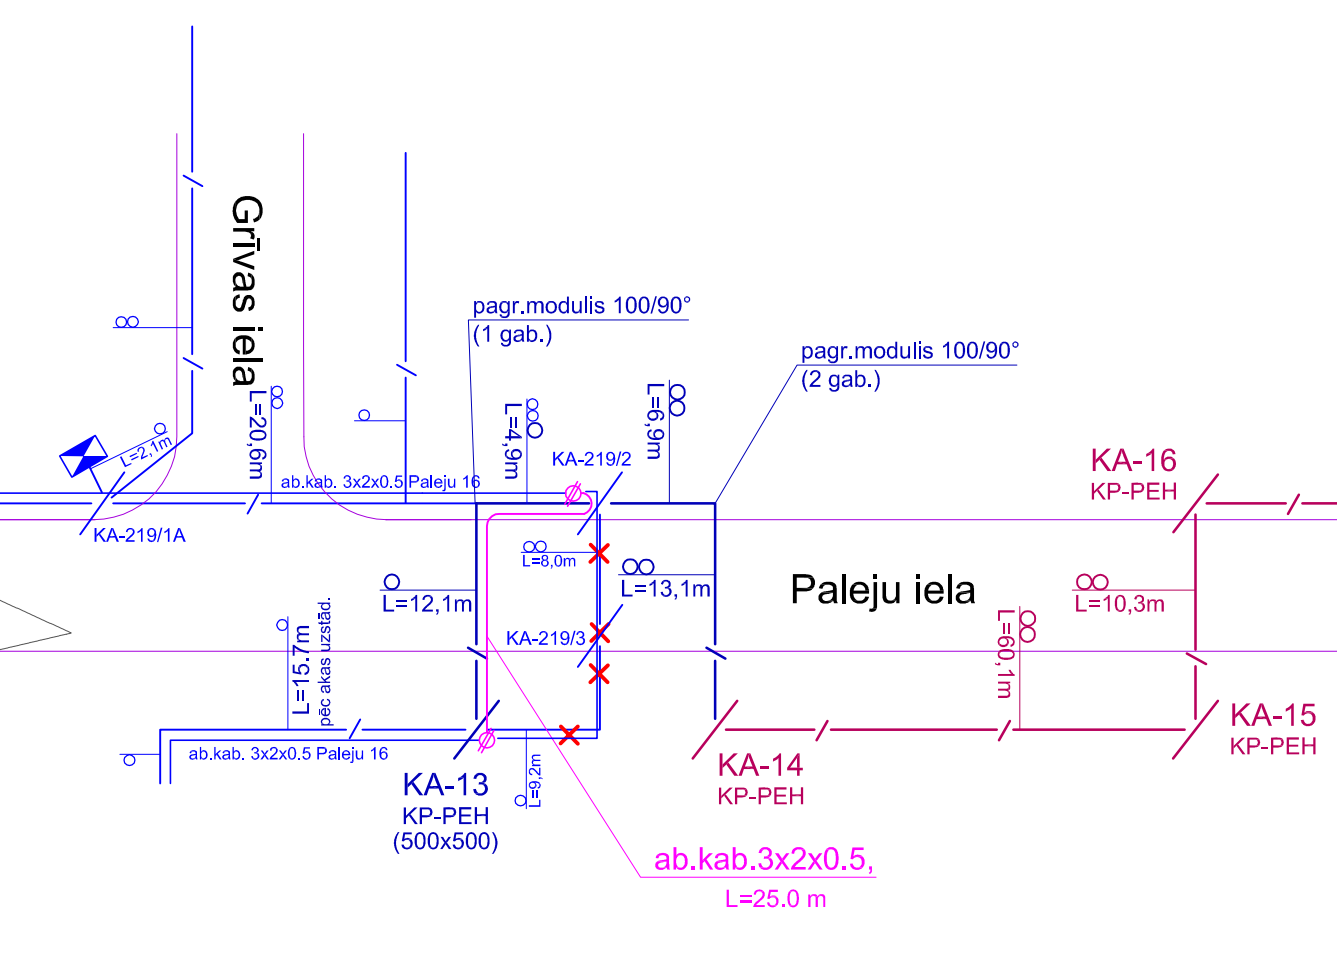 Grīvas iela
pagr.modulis 100/90°
(1 gab.)
pagr.modulis 100/90°
(2 gab.)
L=2,1m
L=20,6m
L=4,9m
L=6,9m
KA-219/2
ab.kab. 3x2x0.5 Paleju 16
KA-219/1A
KA-16
KP-PEH
L=8,0m
L=12,1m
L=13,1m
Paleju iela
L=10,3m
L=60,1m
KA-219/3
L=15.7m
pēc akas uzstād.
ab.kab. 3x2x0.5 Paleju 16
L=9,2m
KA-13
KP-PEH
(500x500)
KA-14
KP-PEH
KA-15
KP-PEH
ab.kab.3x2x0.5,
L=25.0 m